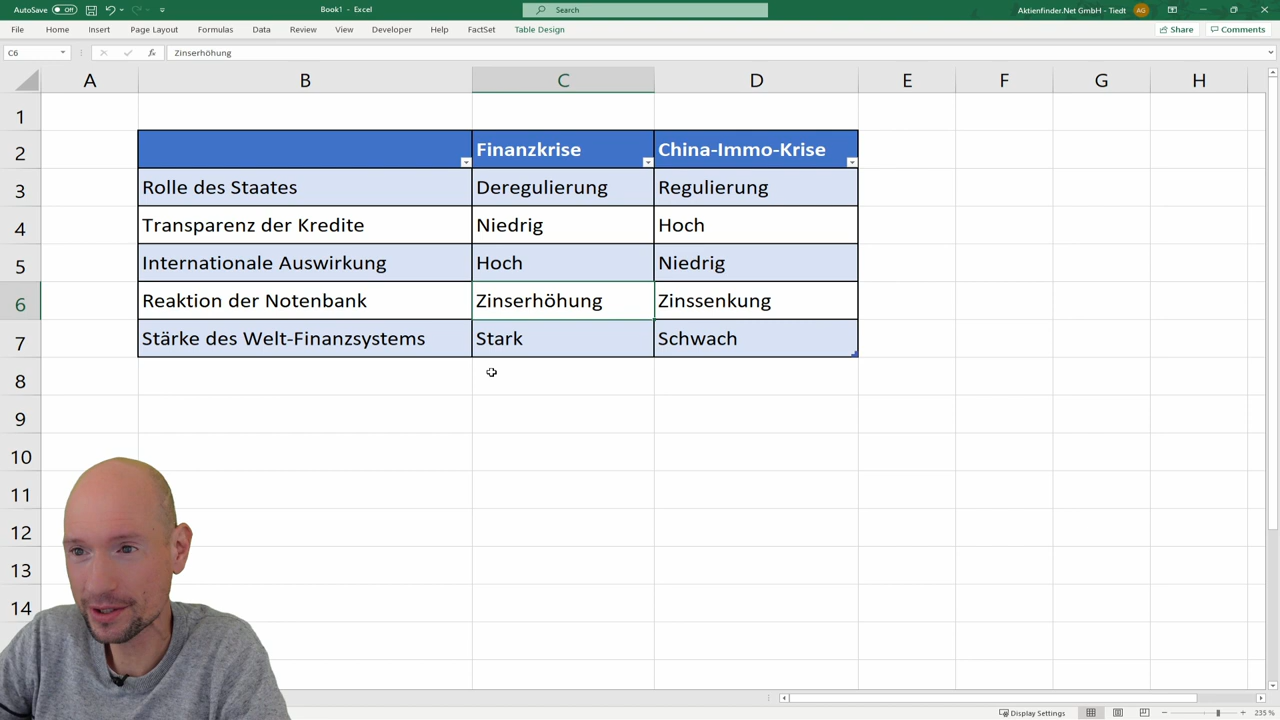 AutoSave Off Book1 - Excel Search Aktienfinder.Net GmbH - Tiedt AG
File Home Insert Page Layout Formulas Data Review View Developer Help FactSet Table Design Share Comments
C6 fx Zinserhöhung
A B C D E F G H
1
2 Finanzkrise China-Immo-Krise
3 Rolle des Staates Deregulierung Regulierung
4 Transparenz der Kredite Niedrig Hoch
5 Internationale Auswirkung Hoch Niedrig
6 Reaktion der Notenbank Zinserhöhung Zinssenkung
7 Stärke des Welt-Finanzsystems Stark Schwach
8
9
10
11
12
13
14
Display Settings 235 %